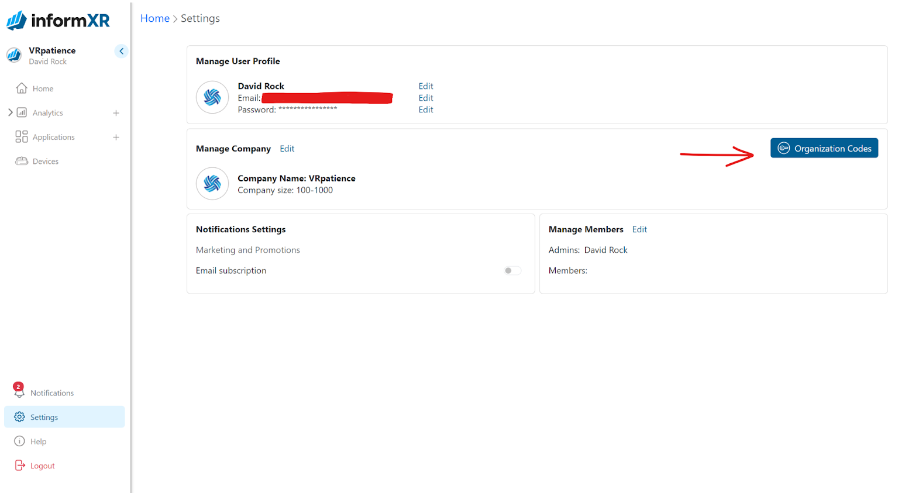 informXR
Home > Settings
VRpatience
David Rock
Home
Analytics
Applications
Devices
2
Notifications
Settings
Help
Logout
Manage User Profile
David Rock Edit
Email: Edit
Password: **************** Edit
Manage Company Edit
Organization Codes
Company Name: VRpatience
Company size: 100-1000
Notifications Settings
Marketing and Promotions
Email subscription
Manage Members Edit
Admins: David Rock
Members: